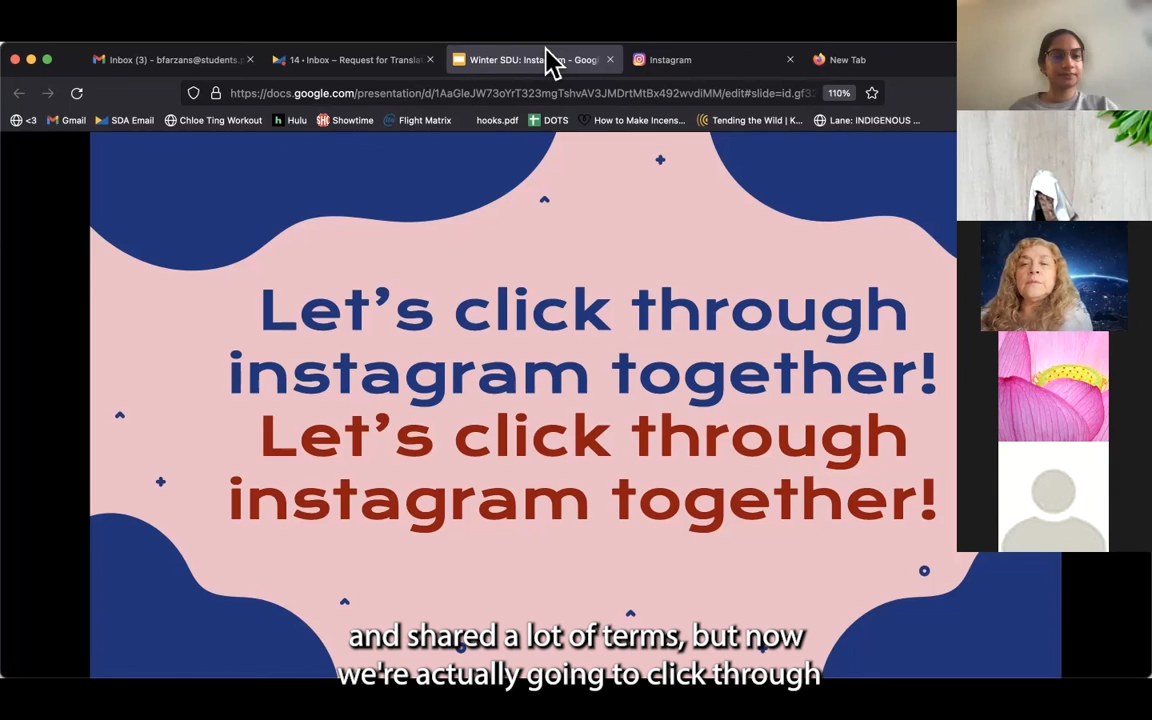 Inbox (3) - bfarzans@students.
14 · Inbox – Request for Transla
Winter SDU: Insta m - Googl
Instagram
New Tab
https://docs.google.com/presentation/d/1AaGleJW73oYrT323mgTshvAV3JMDrtMtBx492wvdiMM/edit#slide=id.gf32
110%
<3
Gmail
SDA Email
Chloe Ting Workout
Hulu
Showtime
Flight Matrix
hooks.pdf
DOTS
How to Make Incens...
Tending the Wild | K...
Lane: INDIGENOUS ...
Let's click through
instagram together!
Let's click through
instagram together!
and shared a lot of terms, but now
we're actually going to click through